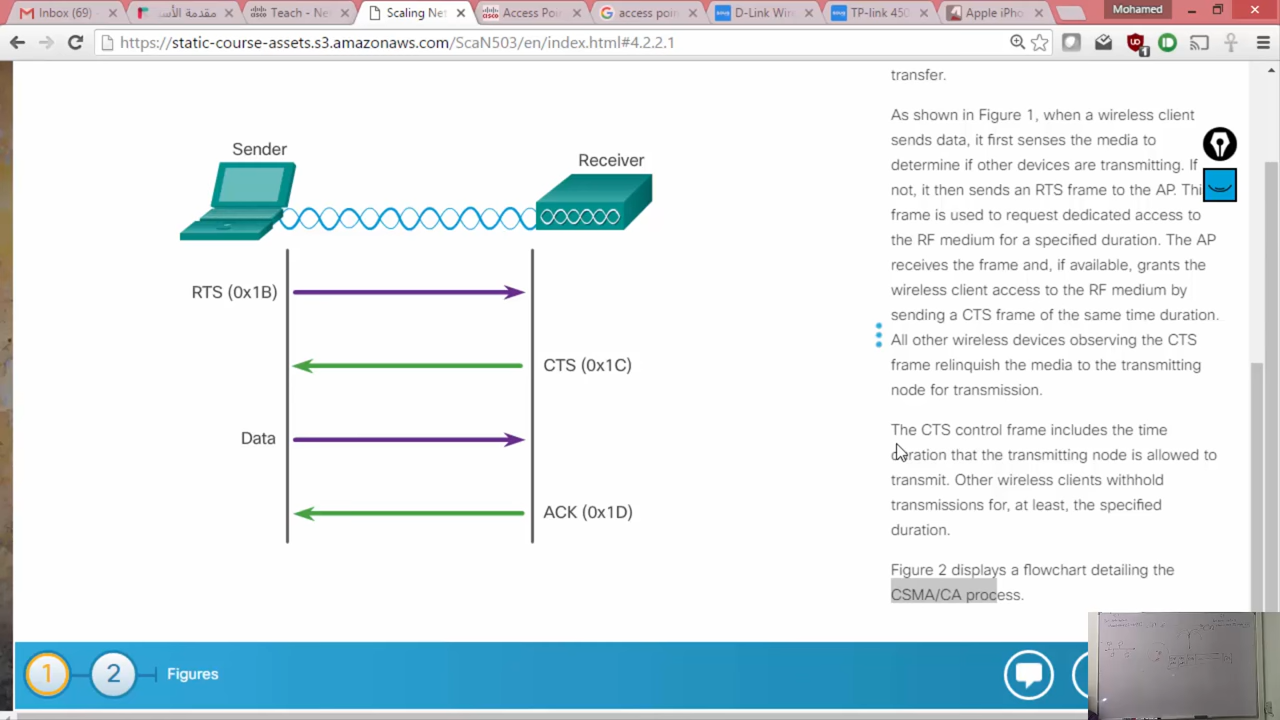 Inbox (69)
مقدمة الأسـ
Teach - Ne
Scaling Ne
Access Poi
access poin
D-Link Wire
TP-link 450
Apple iPho
Mohamed
https://static-course-assets.s3.amazonaws.com/ScaN503/en/index.html#4.2.2.1
Sender
Receiver
RTS (0x1B)
CTS (0x1C)
Data
ACK (0x1D)
transfer.
As shown in Figure 1, when a wireless client
sends data, it first senses the media to
determine if other devices are transmitting. If
not, it then sends an RTS frame to the AP. Thi
frame is used to request dedicated access to
the RF medium for a specified duration. The AP
receives the frame and, if available, grants the
wireless client access to the RF medium by
sending a CTS frame of the same time duration.
All other wireless devices observing the CTS
frame relinquish the media to the transmitting
node for transmission.
The CTS control frame includes the time
duration that the transmitting node is allowed to
transmit. Other wireless clients withhold
transmissions for, at least, the specified
duration.
Figure 2 displays a flowchart detailing the
CSMA/CA process.
1
2
Figures